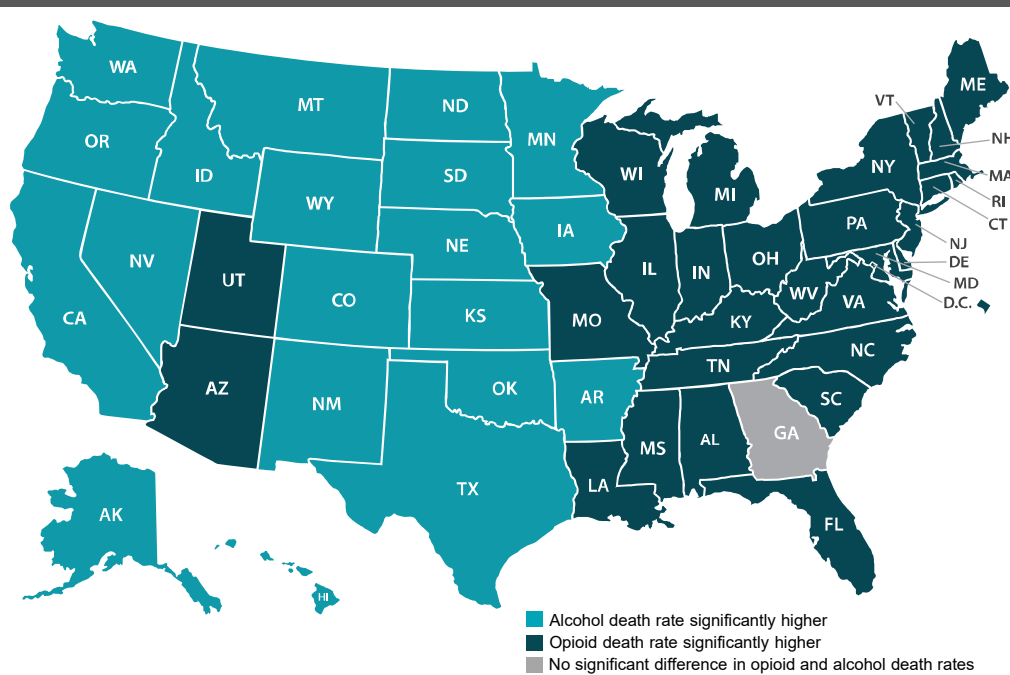 WA
MT
ND
MN
OR
ID
WY
SD
NE
IA
WI
MI
NV
UT
CO
KS
CA
AZ
NM
OK
TX
MO
AR
LA
IL
IN
OH
KY
TN
MS
AL
GA
FL
SC
NC
VA
WV
PA
NY
VT
ME
NH
MA
RI
CT
NJ
DE
MD
D.C.
AK
HI
Alcohol death rate significantly higher
Opioid death rate significantly higher
No significant difference in opioid and alcohol death rates